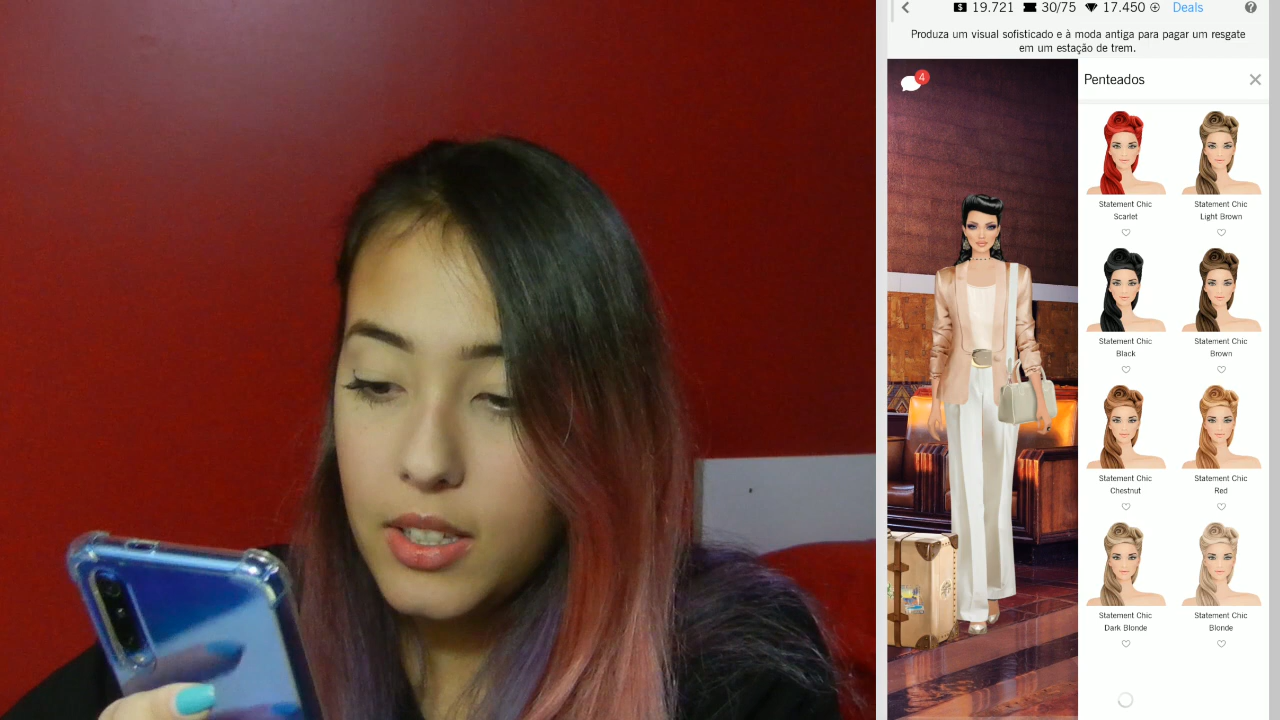 19.721 30/75 17.450 Deals ?
Produza um visual sofisticado e à moda antiga para pagar um resgate
em um estação de trem.
4
Penteados
Statement Chic
Scarlet
Statement Chic
Light Brown
Statement Chic
Black
Statement Chic
Brown
Statement Chic
Chestnut
Statement Chic
Red
Statement Chic
Dark Blonde
Statement Chic
Blonde